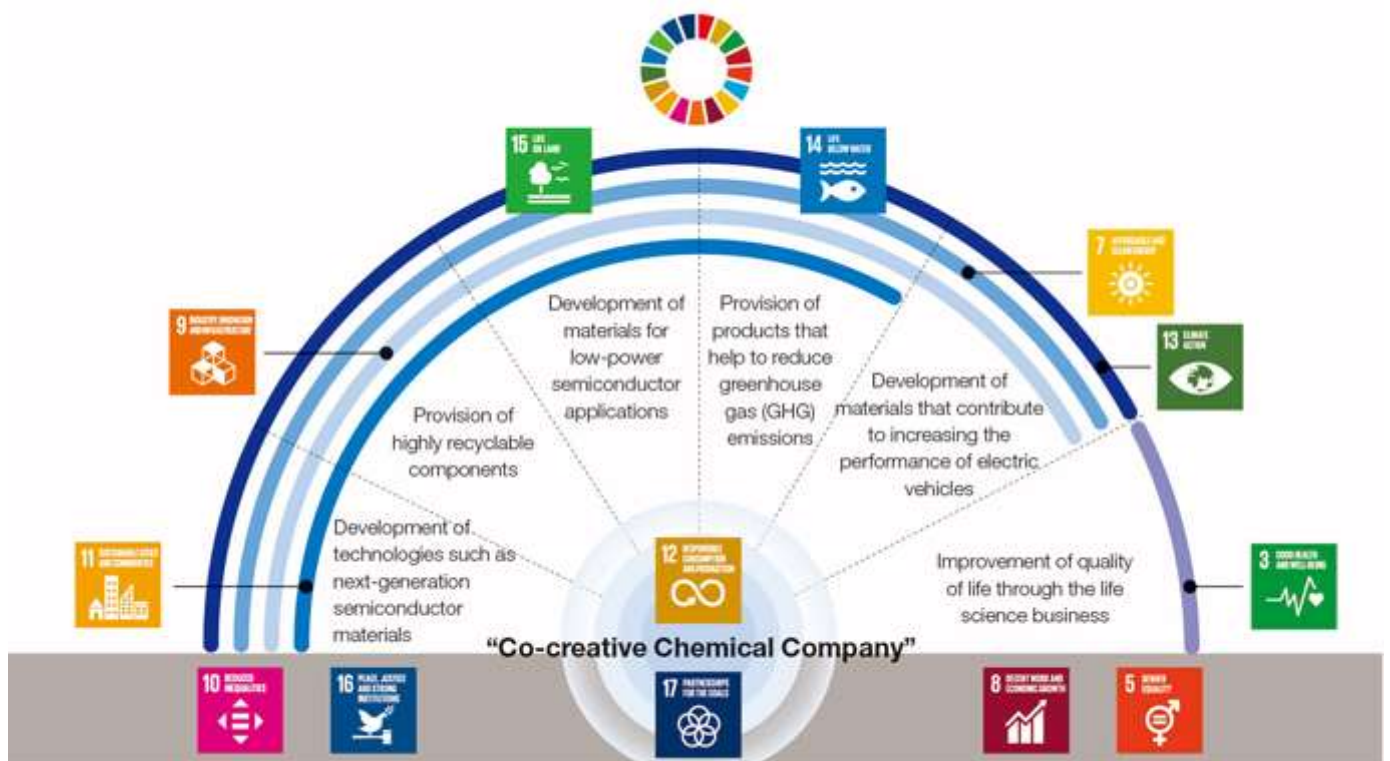 15 LIFE
ON LAND
14 LIFE
BELOW WATER
7 AFFORDABLE AND
CLEAN ENERGY
9 INDUSTRY, INNOVATION
AND INFRASTRUCTURE
13 CLIMATE
ACTION
Development of
materials for
low-power
semiconductor
applications
Provision of
products that
help to reduce
greenhouse
gas (GHG)
emissions
Provision of
highly recyclable
components
Development of
materials that contribute
to increasing the
performance of electric
vehicles
11 SUSTAINABLE CITIES
AND COMMUNITIES
Development of
technologies such as
next-generation
semiconductor
materials
12 RESPONSIBLE
CONSUMPTION
AND PRODUCTION
Improvement of quality
of life through the life
science business
3 GOOD HEALTH
AND WELL-BEING
“Co-creative Chemical Company”
10 REDUCED
INEQUALITIES
16 PEACE, JUSTICE
AND STRONG
INSTITUTIONS
17 PARTNERSHIPS
FOR THE GOALS
8 DECENT WORK AND
ECONOMIC GROWTH
5 GENDER
EQUALITY